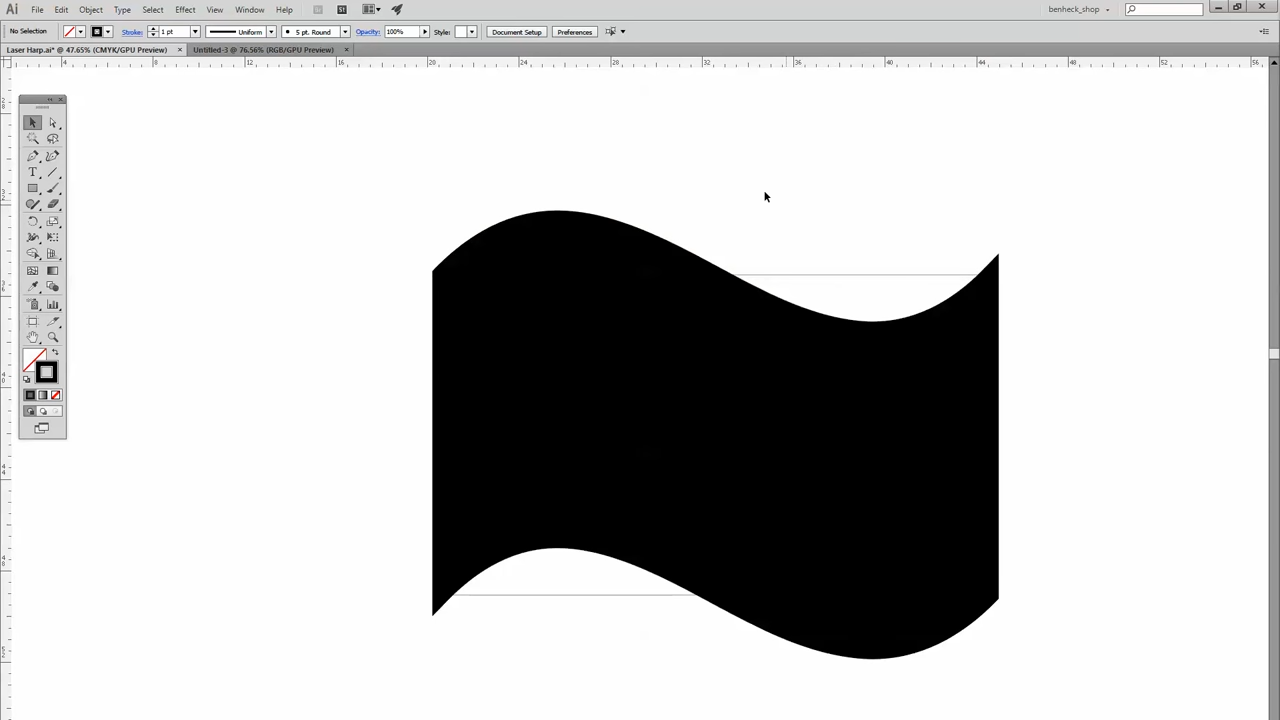 Ai File Edit Object Type Select Effect View Window Help Br St benheck_shop
No Selection Stroke: 1 pt Uniform 5 pt. Round Opacity: 100% Style: Document Setup Preferences
Laser Harp.ai* @ 47.65% (CMYK/GPU Preview) × Untitled-3 @ 76.56% (RGB/GPU Preview) ×
4 8 12 16 20 24 28 32 36 40 44 48 52 56
T